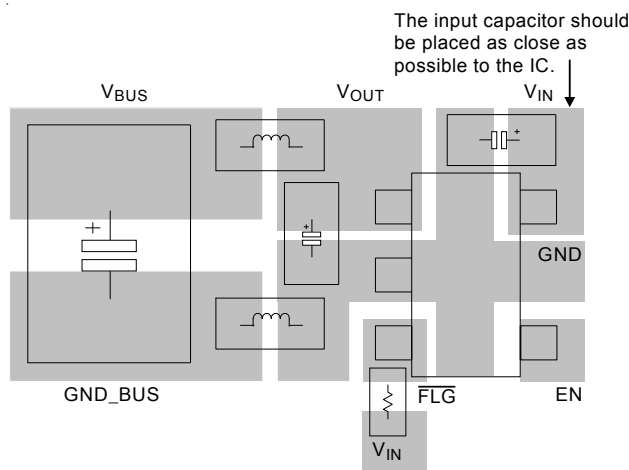 The input capacitor should
be placed as close as
possible to the IC.
VBUS
VOUT
VIN
+
+
+
GND
GND_BUS
FLG
EN
VIN